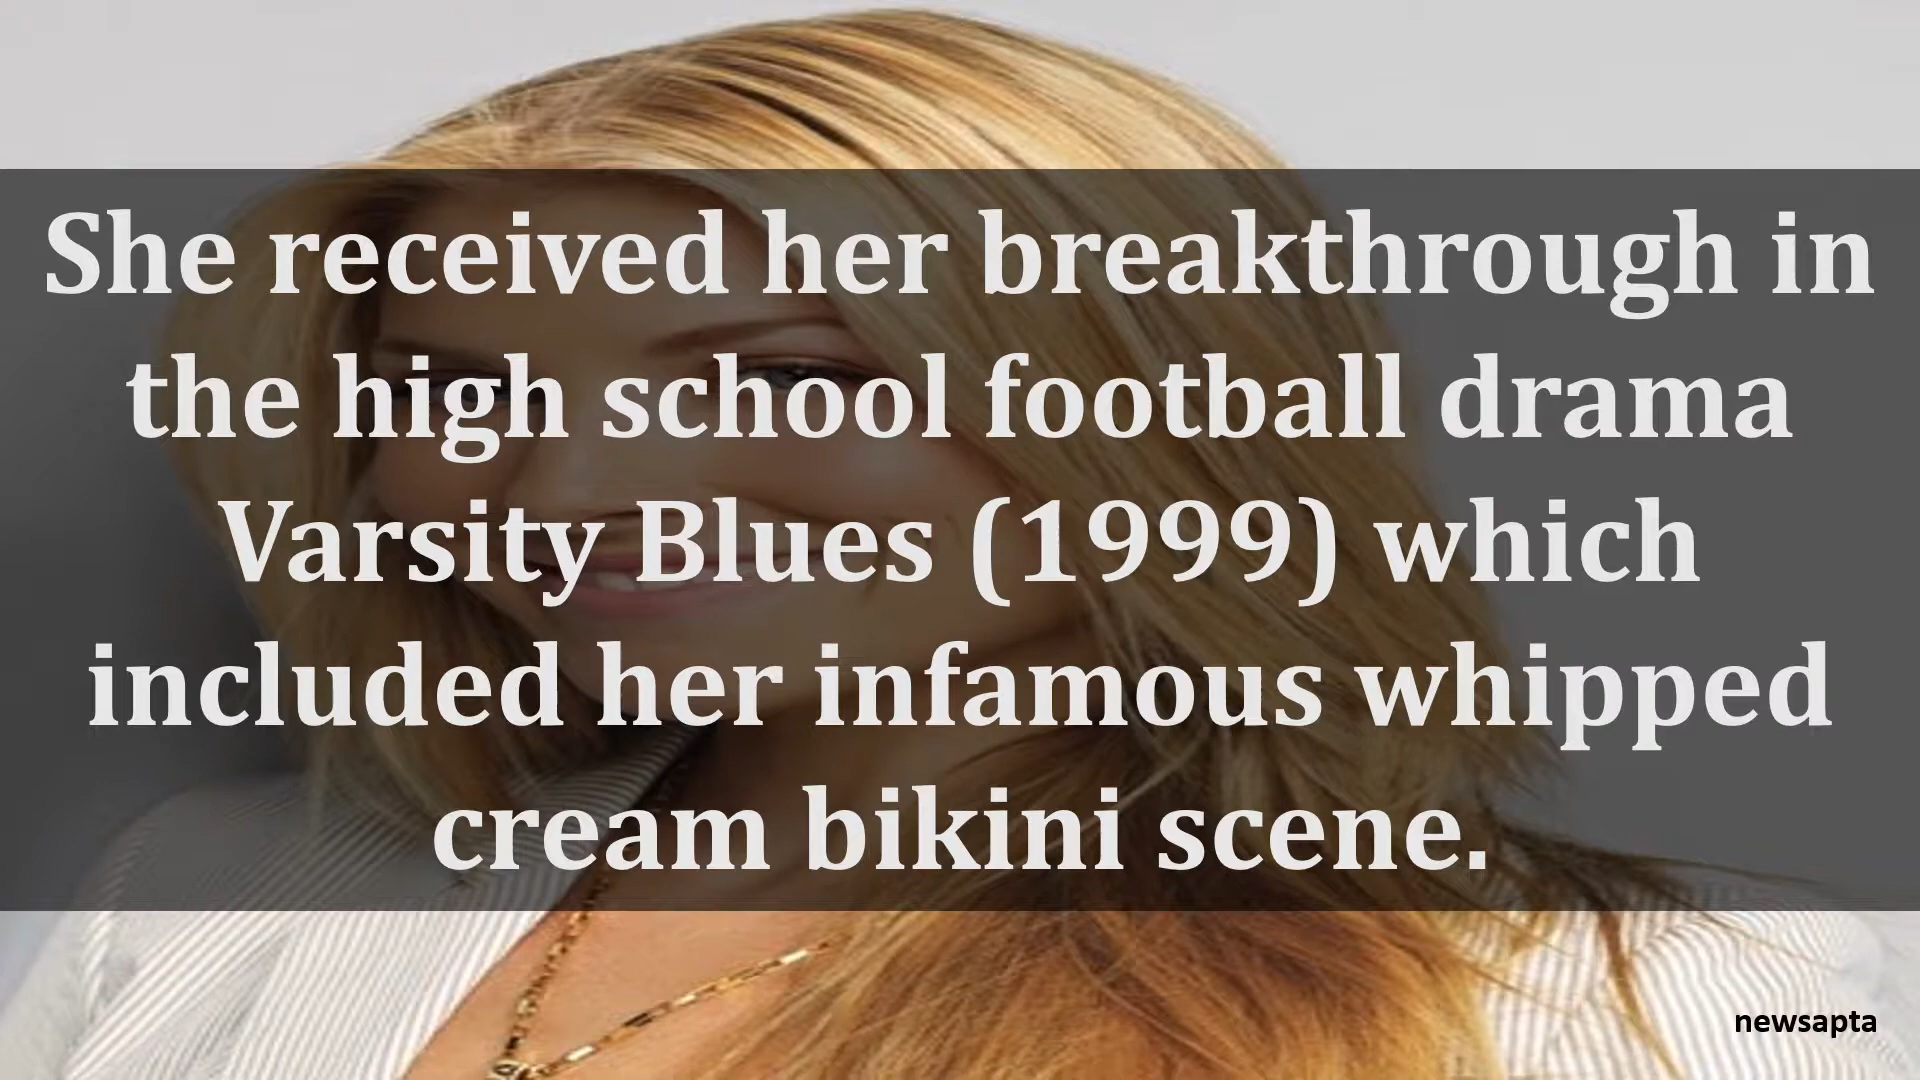 She received her breakthrough in
the high school football drama
Varsity Blues (1999) which
included her infamous whipped
cream bikini scene.
newsapta